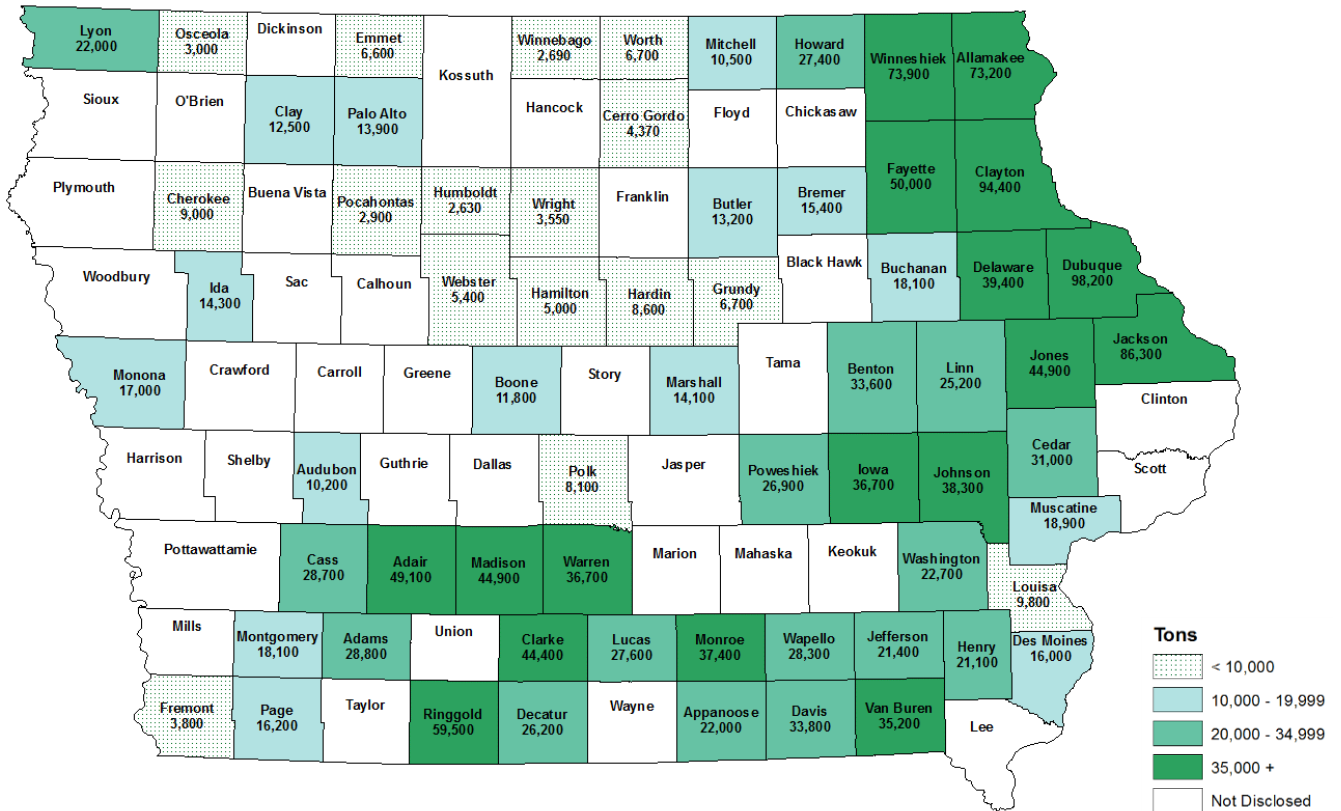 Lyon
22,000
Osceola
3,000
Dickinson
Emmet
6,600
Kossuth
Winnebago
2,690
Worth
6,700
Mitchell
10,500
Howard
27,400
Winneshiek
73,900
Allamakee
73,200
Sioux
O'Brien
Clay
12,500
Palo Alto
13,900
Hancock
Cerro Gordo
4,370
Floyd
Chickasaw
Plymouth
Cherokee
9,000
Buena Vista
Pocahontas
2,900
Humboldt
2,630
Wright
3,550
Franklin
Butler
13,200
Bremer
15,400
Fayette
50,000
Clayton
94,400
Woodbury
Ida
14,300
Sac
Calhoun
Webster
5,400
Hamilton
5,000
Hardin
8,600
Grundy
6,700
Black Hawk
Buchanan
18,100
Delaware
39,400
Dubuque
98,200
Monona
17,000
Crawford
Carroll
Greene
Boone
11,800
Story
Marshall
14,100
Tama
Benton
33,600
Linn
25,200
Jones
44,900
Jackson
86,300
Clinton
Harrison
Shelby
Audubon
10,200
Guthrie
Dallas
Polk
8,100
Jasper
Poweshiek
26,900
Iowa
36,700
Johnson
38,300
Cedar
31,000
Scott
Muscatine
18,900
Pottawattamie
Cass
28,700
Adair
49,100
Madison
44,900
Warren
36,700
Marion
Mahaska
Keokuk
Washington
22,700
Louisa
9,800
Mills
Montgomery
18,100
Adams
28,800
Union
Clarke
44,400
Lucas
27,600
Monroe
37,400
Wapello
28,300
Jefferson
21,400
Henry
21,100
Des Moines
16,000
Fremont
3,800
Page
16,200
Taylor
Ringgold
59,500
Decatur
26,200
Wayne
Appanoose
22,000
Davis
33,800
Van Buren
35,200
Lee
Tons
< 10,000
10,000 - 19,999
20,000 - 34,999
35,000 +
Not Disclosed